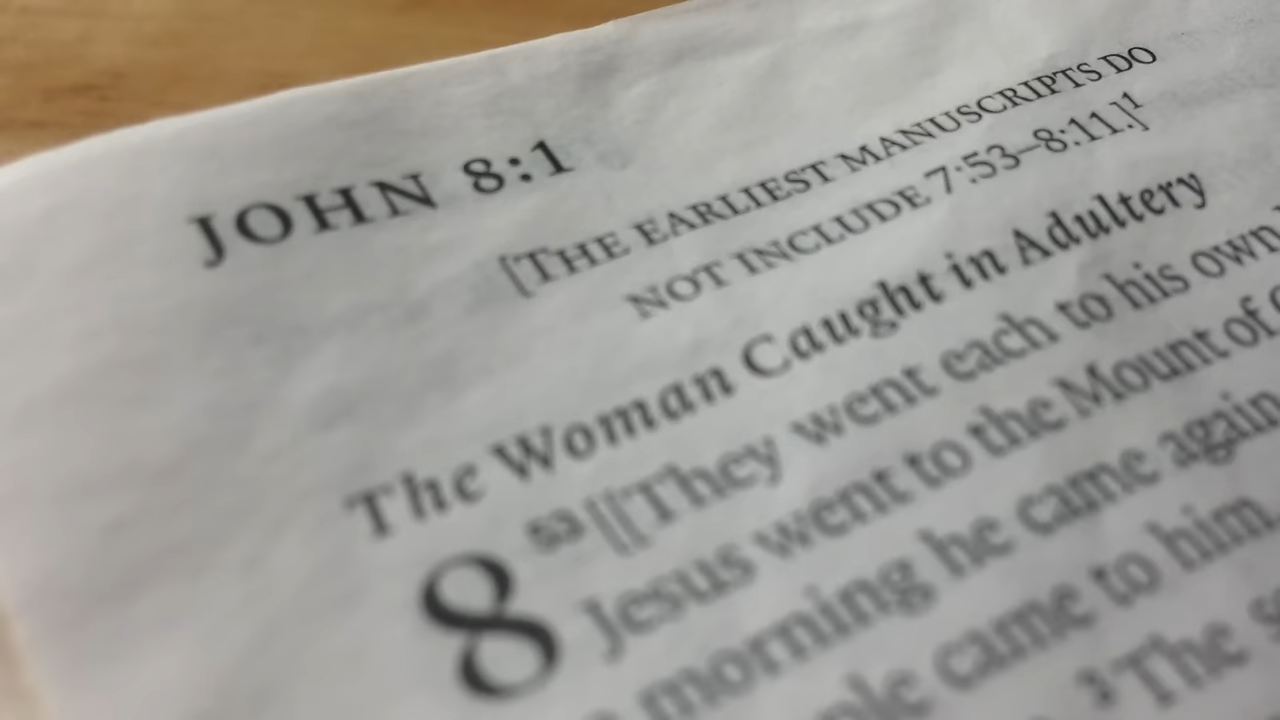 JOHN 8:1
[THE EARLIEST MANUSCRIPTS DO
NOT INCLUDE 7:53–8:11.]1
The Woman Caught in Adultery
8 53 [[They went each to his own
Jesus went to the Mount of
morning he came again
came to him.
2 The